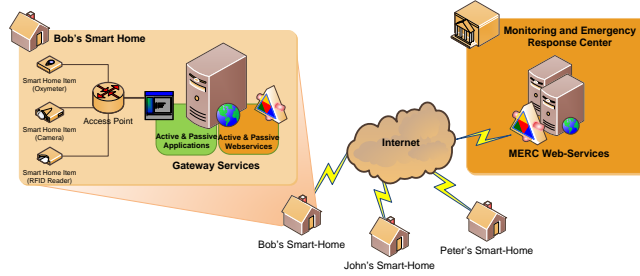 Bob's Smart Home
Smart Home Item
(Oxymeter)
Smart Home Item
(Camera)
Smart Home Item
(RFID Reader)
Access Point
Active & Passive
Applications
Active & Passive
Webservices
Gateway Services
Internet
Monitoring and Emergency
Response Center
MERC Web-Services
Bob's Smart-Home
John's Smart-Home
Peter's Smart-Home